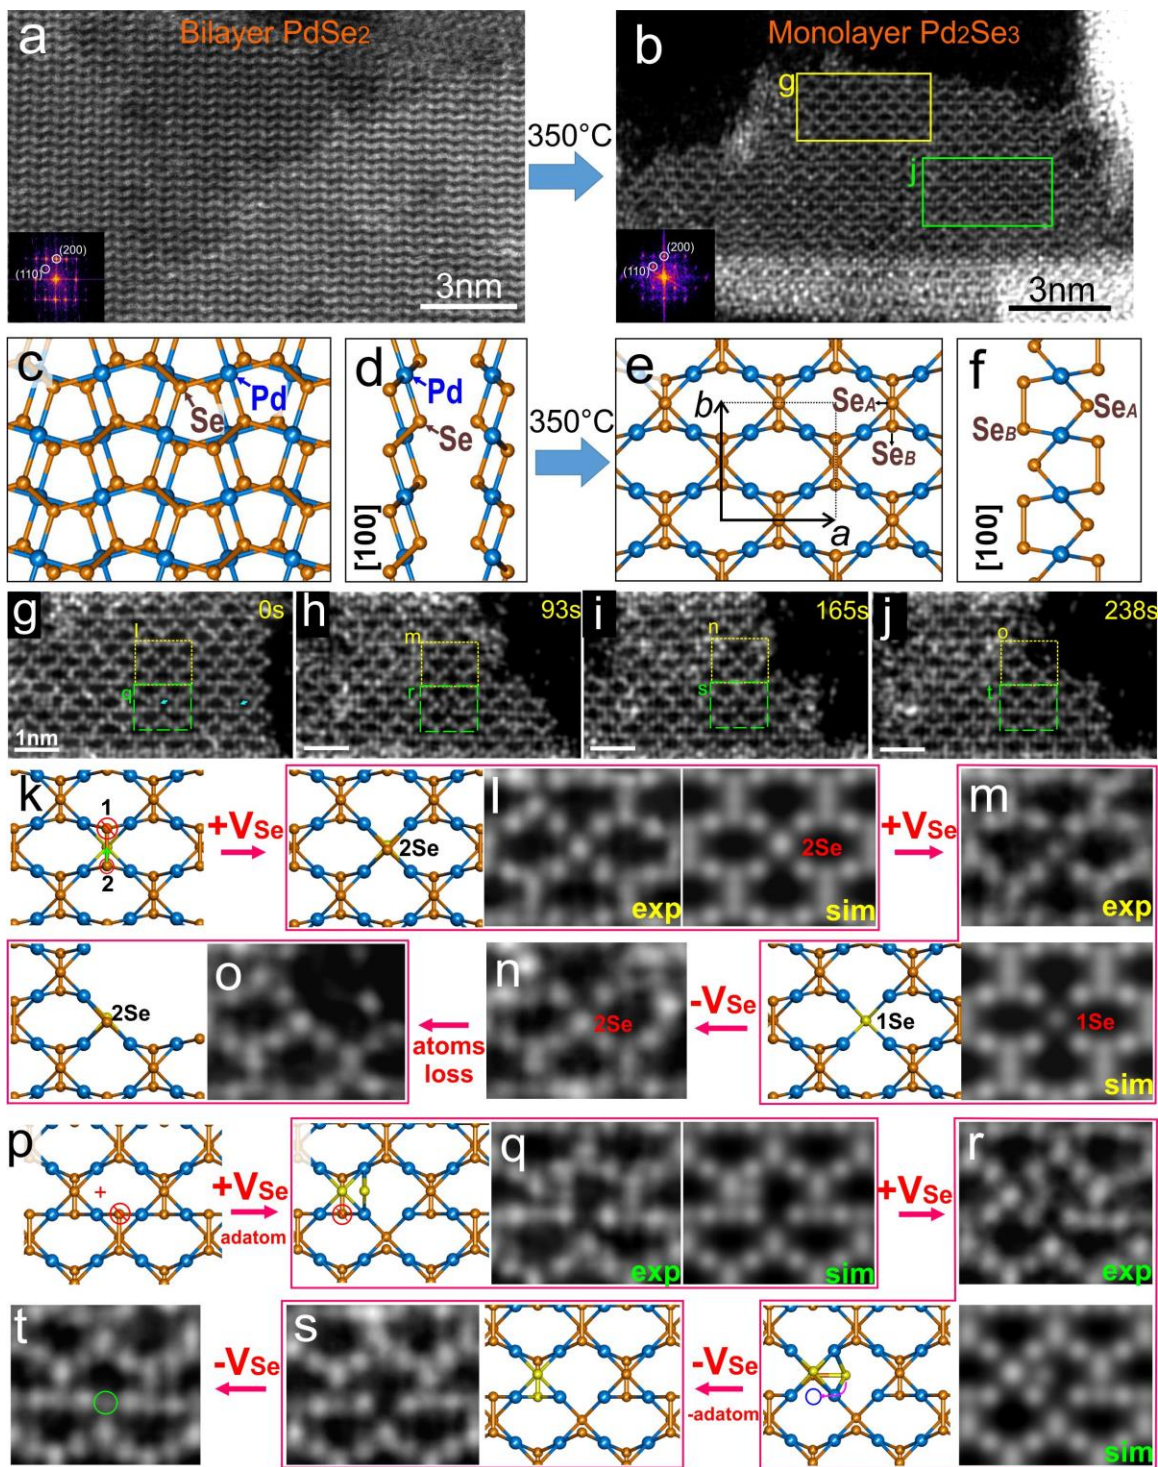 a
Bilayer PdSe2
(200)
(110)
3nm
350°C
b
Monolayer Pd2Se3
g
j
(200)
(110)
3nm
c
Se
Pd
d
Pd
Se
[100]
350°C
e
b
a
SeA
SeB
f
SeA
SeB
[100]
g
0s
l
q
1nm
h
93s
m
r
i
165s
n
s
j
238s
o
t
k
1
2
+VSe
2Se
l
exp
2Se
sim
+VSe
m
exp
2Se
o
atoms
loss
n
2Se
-VSe
1Se
1Se
sim
p
+
+VSe
adatom
q
exp
sim
+VSe
r
exp
t
-VSe
s
-VSe
-adatom
sim